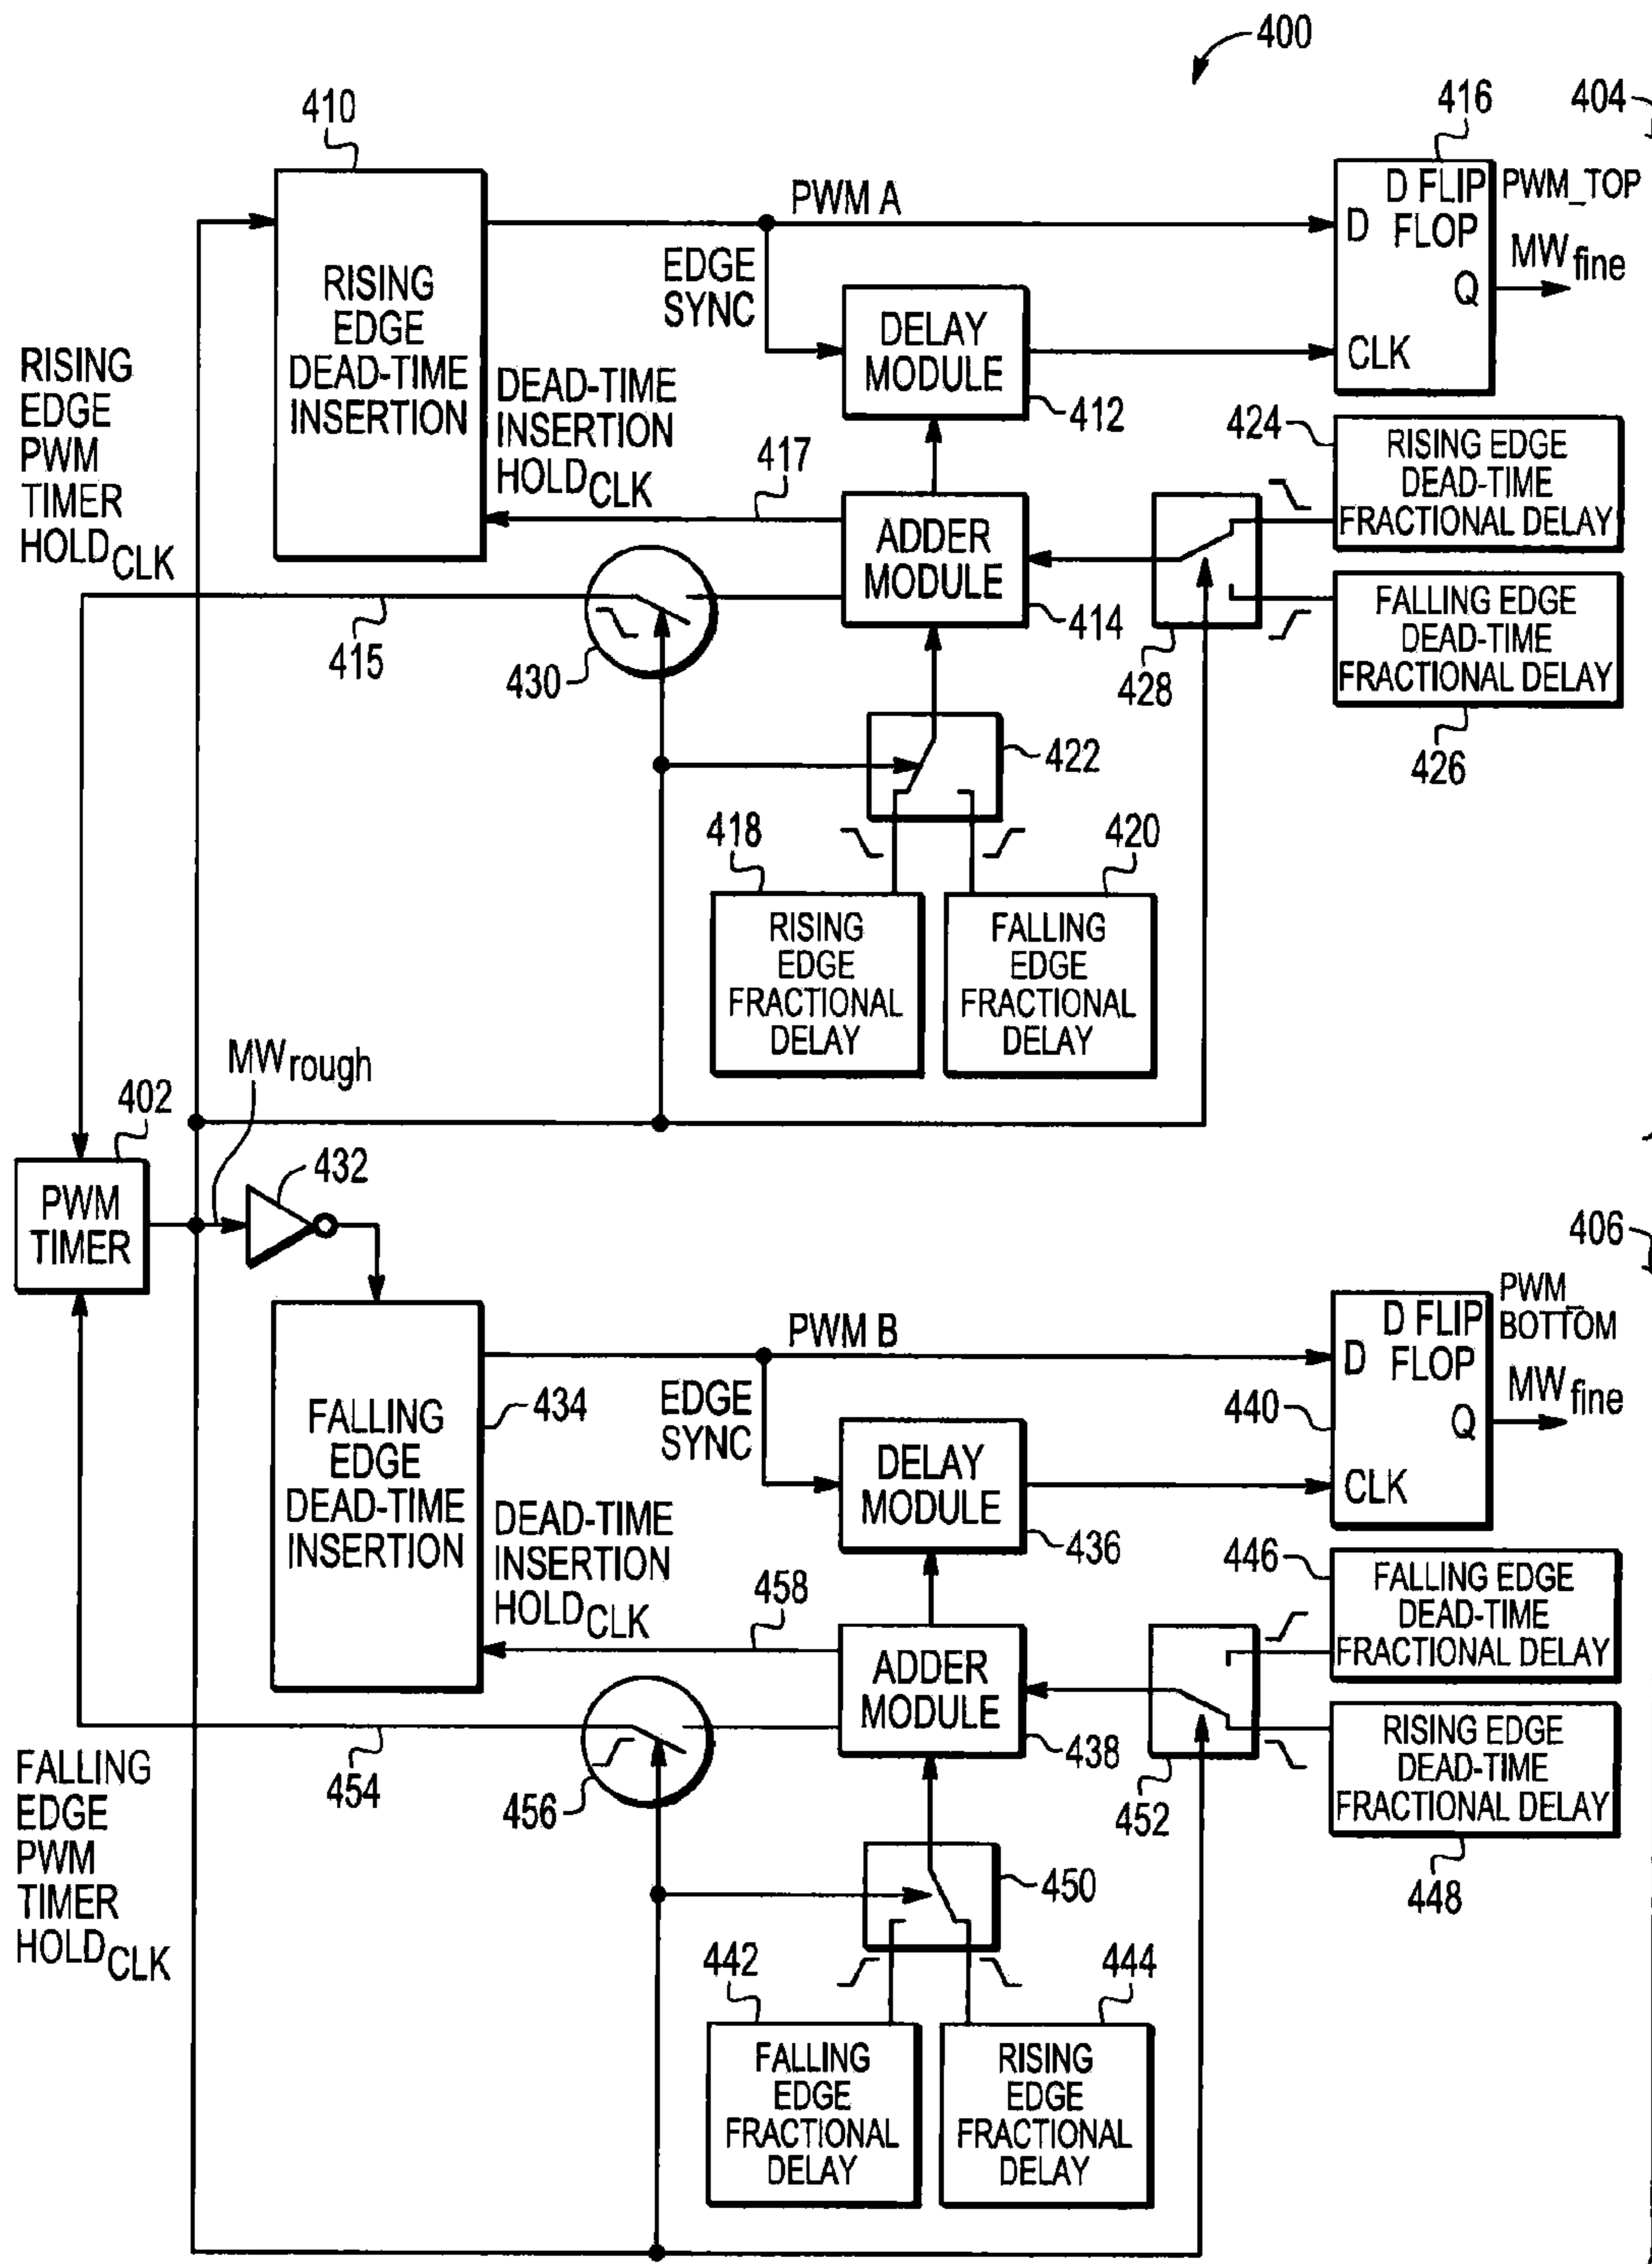 400
410
416
404
PWM A
D FLIP
FLOP
D
Q
CLK
PWM_TOP
MWfine
EDGE
SYNC
RISING
EDGE
DEAD-TIME
INSERTION
DELAY
MODULE
412
RISING
EDGE
PWM
TIMER
HOLDCLK
DEAD-TIME
INSERTION
HOLDCLK
417
424
RISING EDGE
DEAD-TIME
FRACTIONAL DELAY
ADDER
MODULE
414
428
FALLING EDGE
DEAD-TIME
FRACTIONAL DELAY
426
415
430
422
418
420
RISING
EDGE
FRACTIONAL
DELAY
FALLING
EDGE
FRACTIONAL
DELAY
MWrough
402
432
PWM
TIMER
406
PWM_
BOTTOM
MWfine
D FLIP
FLOP
D
Q
CLK
440
PWM B
EDGE
SYNC
434
FALLING
EDGE
DEAD-TIME
INSERTION
DELAY
MODULE
436
DEAD-TIME
INSERTION
HOLDCLK
458
446
FALLING EDGE
DEAD-TIME
FRACTIONAL DELAY
ADDER
MODULE
438
452
RISING EDGE
DEAD-TIME
FRACTIONAL DELAY
448
454
456
FALLING
EDGE
PWM
TIMER
HOLDCLK
450
442
444
FALLING
EDGE
FRACTIONAL
DELAY
RISING
EDGE
FRACTIONAL
DELAY